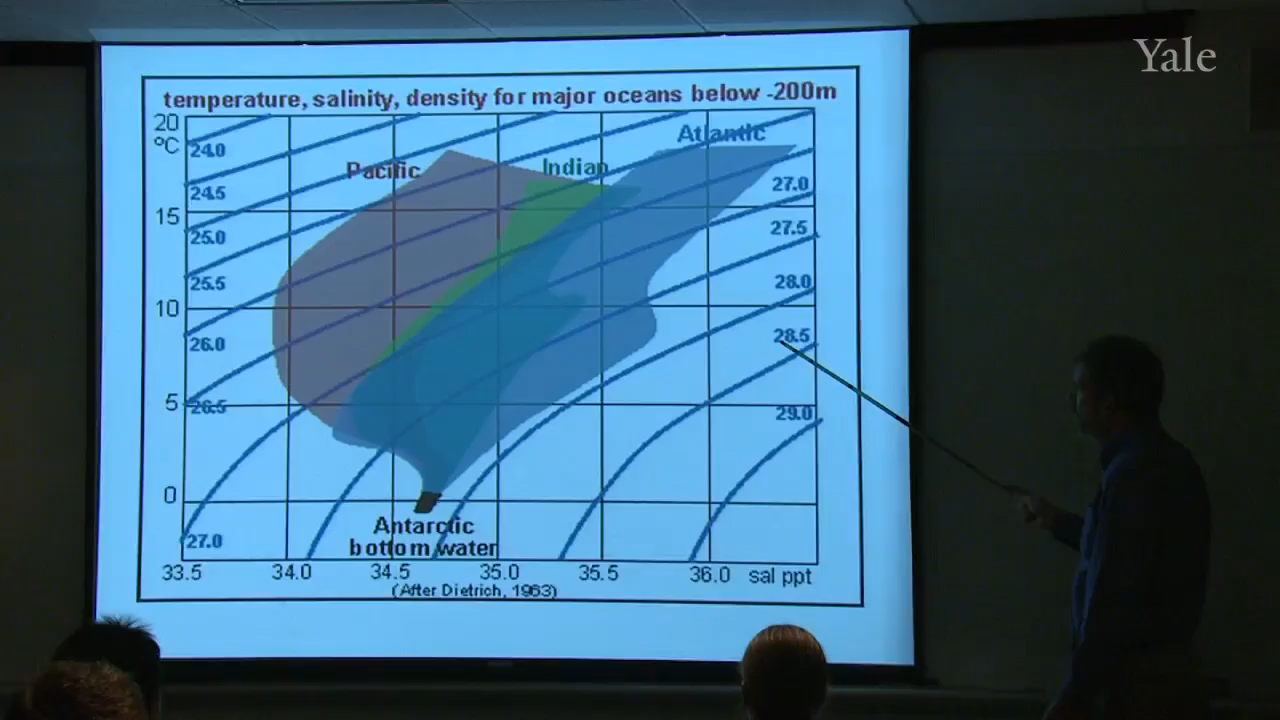 Yale
temperature, salinity, density for major oceans below -200m
20
°C
Atlantic
24.0
Pacific
Indian
24.5
27.0
15
25.0
27.5
25.5
28.0
10
26.0
28.5
5
26.5
29.0
0
Antarctic
bottom water
27.0
33.5 34.0 34.5 35.0 35.5 36.0 sal ppt
(After Dietrich, 1963)